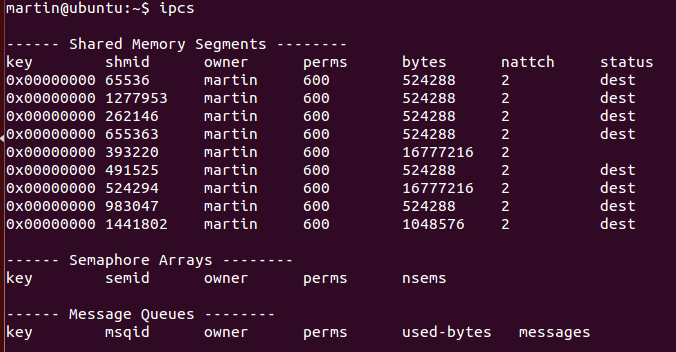 martin@ubuntu:~$ ipcs
------ Shared Memory Segments --------
key shmid owner perms bytes nattch status
0x00000000 65536 martin 600 524288 2 dest
0x00000000 1277953 martin 600 524288 2 dest
0x00000000 262146 martin 600 524288 2 dest
0x00000000 655363 martin 600 524288 2 dest
0x00000000 393220 martin 600 16777216 2
0x00000000 491525 martin 600 524288 2 dest
0x00000000 524294 martin 600 16777216 2 dest
0x00000000 983047 martin 600 524288 2 dest
0x00000000 1441802 martin 600 1048576 2 dest
------ Semaphore Arrays --------
key semid owner perms nsems
------ Message Queues --------
key msqid owner perms used-bytes messages